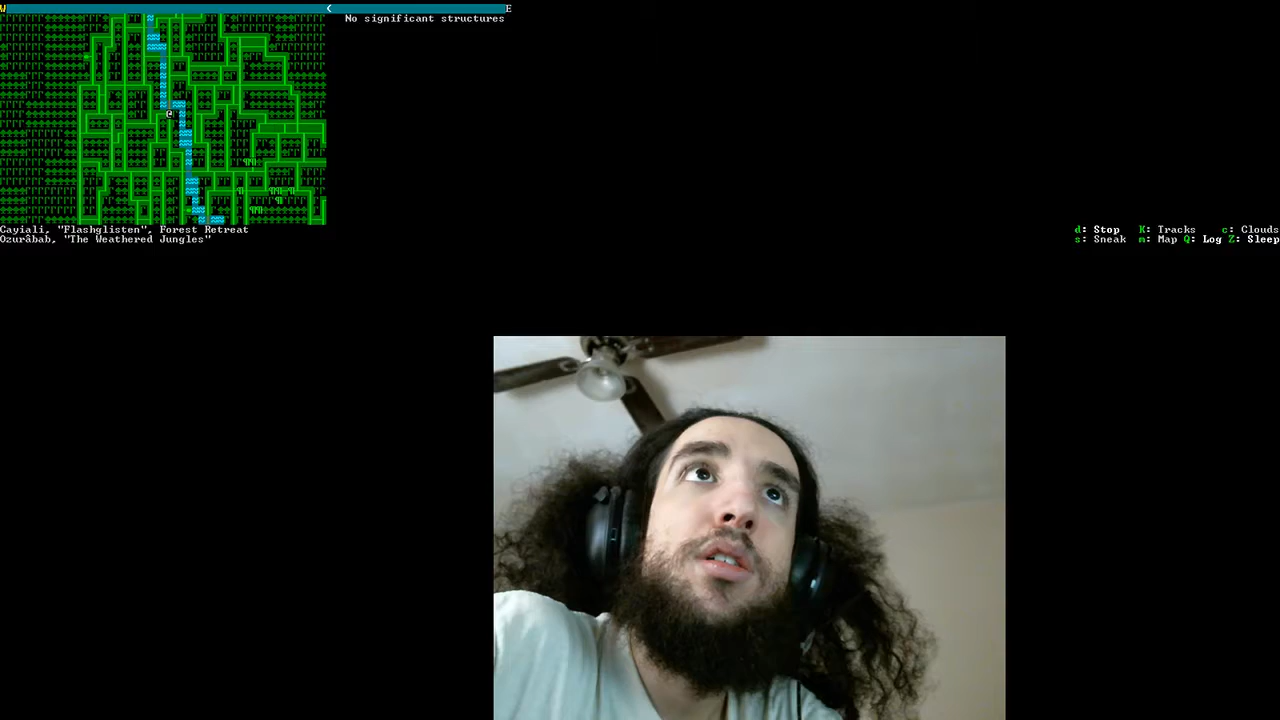 W < E
No significant structures
Cayiali, "Flashglisten", Forest Retreat
Ozurâbab, "The Weathered Jungles"
d: Stop K: Tracks c: Clouds
s: Sneak m: Map Q: Log Z: Sleep